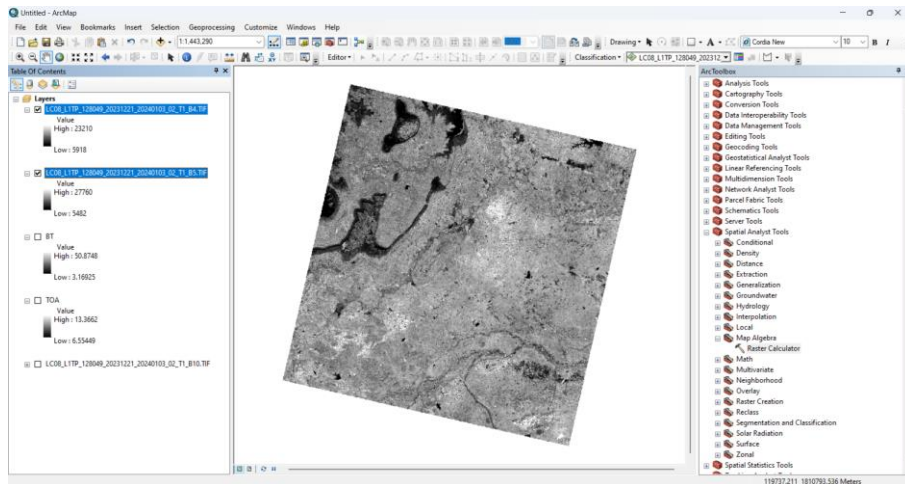 Untitled - ArcMap
File Edit View Bookmarks Insert Selection Geoprocessing Customize Windows Help
1:1,443,290
Drawing
Cordia New
10
B I
Editor
Classification
LC08_L1TP_128049_202312
Table Of Contents
Layers
LC08_L1TP_128049_20231221_20240103_02_T1_B4.TIF
Value
High : 23210
Low : 5918
LC08_L1TP_128049_20231221_20240103_02_T1_B5.TIF
Value
High : 27760
Low : 5482
BT
Value
High : 50.8748
Low : 3.16925
TOA
Value
High : 13.3662
Low : 6.55449
LC08_L1TP_128049_20231221_20240103_02_T1_B10.TIF
ArcToolbox
Analysis Tools
Cartography Tools
Conversion Tools
Data Interoperability Tools
Data Management Tools
Editing Tools
Geocoding Tools
Geostatistical Analyst Tools
Linear Referencing Tools
Multidimension Tools
Network Analyst Tools
Parcel Fabric Tools
Schematics Tools
Server Tools
Spatial Analyst Tools
Conditional
Density
Distance
Extraction
Generalization
Groundwater
Hydrology
Interpolation
Local
Map Algebra
Raster Calculator
Math
Multivariate
Neighborhood
Overlay
Raster Creation
Reclass
Segmentation and Classification
Solar Radiation
Surface
Zonal
Spatial Statistics Tools
119737.211 1810793.536 Meters